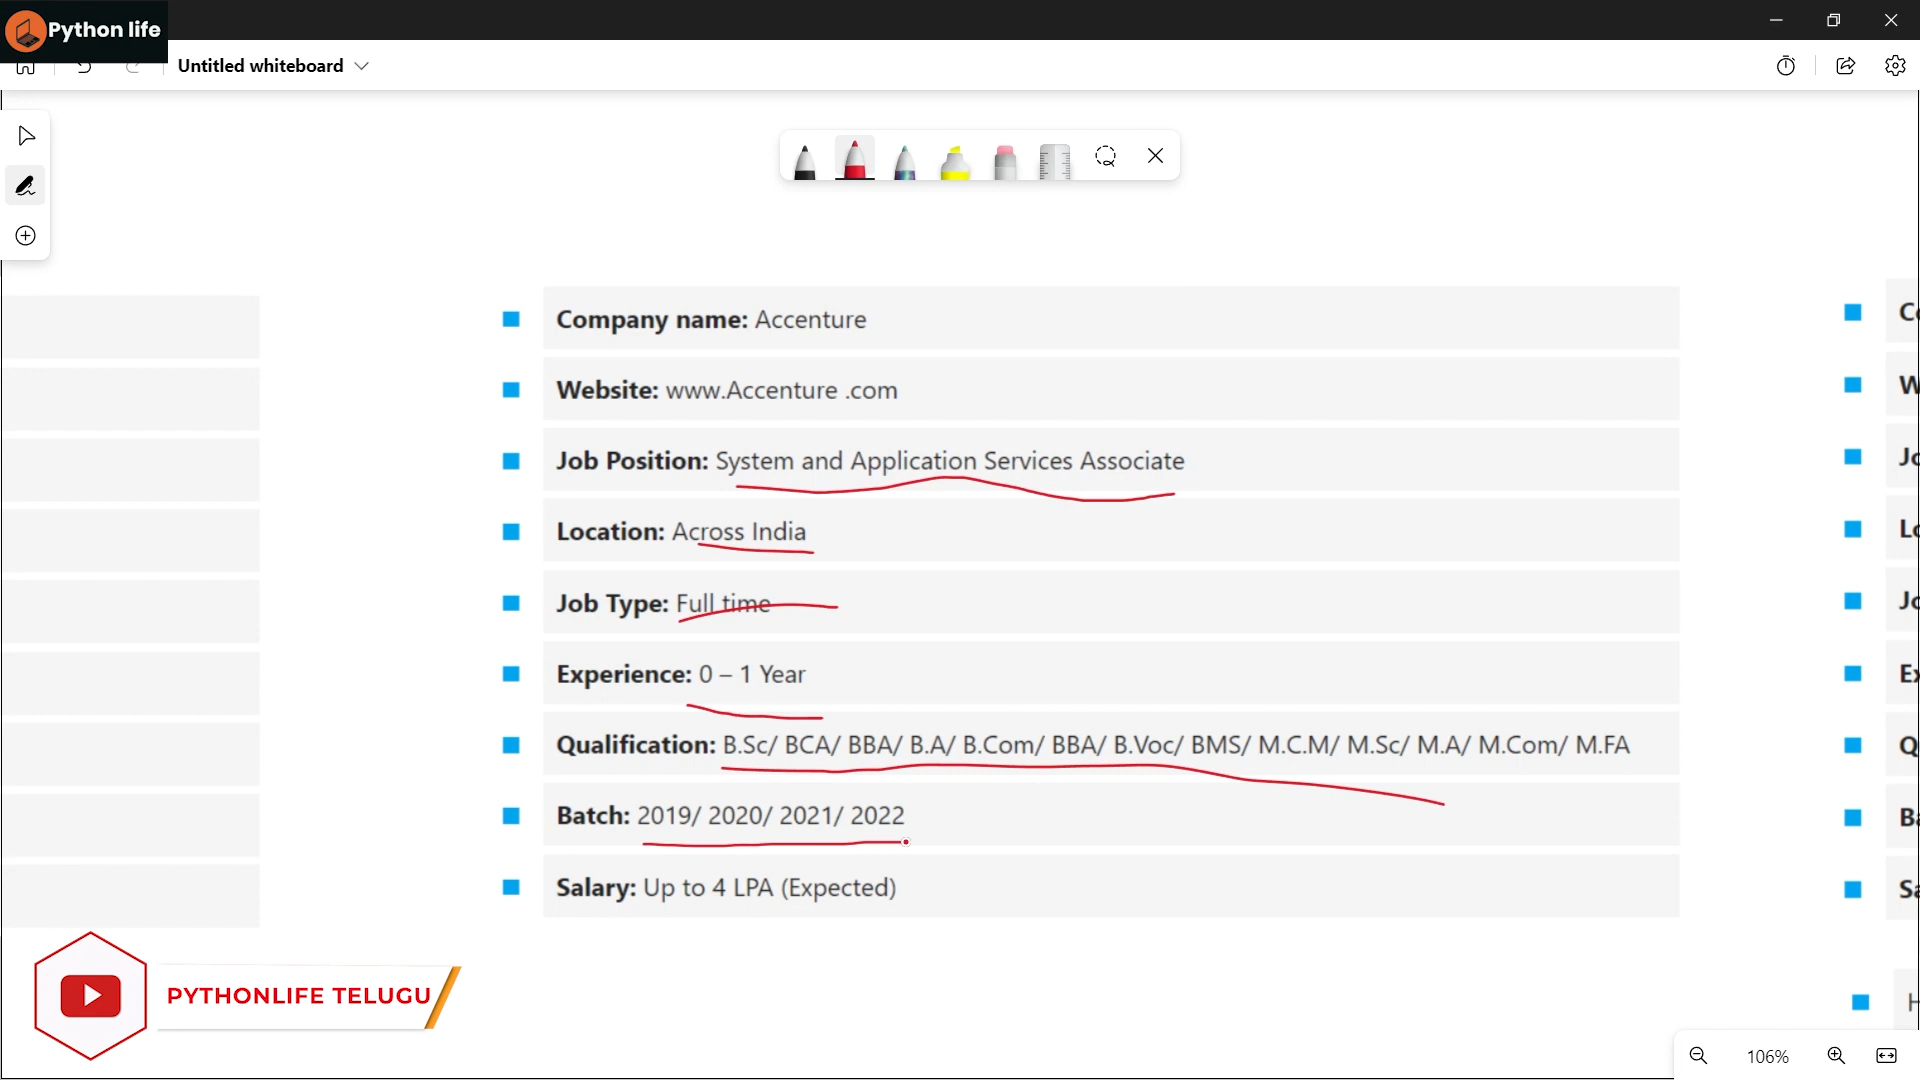 Python life
Untitled whiteboard
Company name: Accenture
Website: www.Accenture .com
Job Position: System and Application Services Associate
Location: Across India
Job Type: Full time
Experience: 0 – 1 Year
Qualification: B.Sc/ BCA/ BBA/ B.A/ B.Com/ BBA/ B.Voc/ BMS/ M.C.M/ M.Sc/ M.A/ M.Com/ M.FA
Batch: 2019/ 2020/ 2021/ 2022
Salary: Up to 4 LPA (Expected)
PYTHONLIFE TELUGU
106%